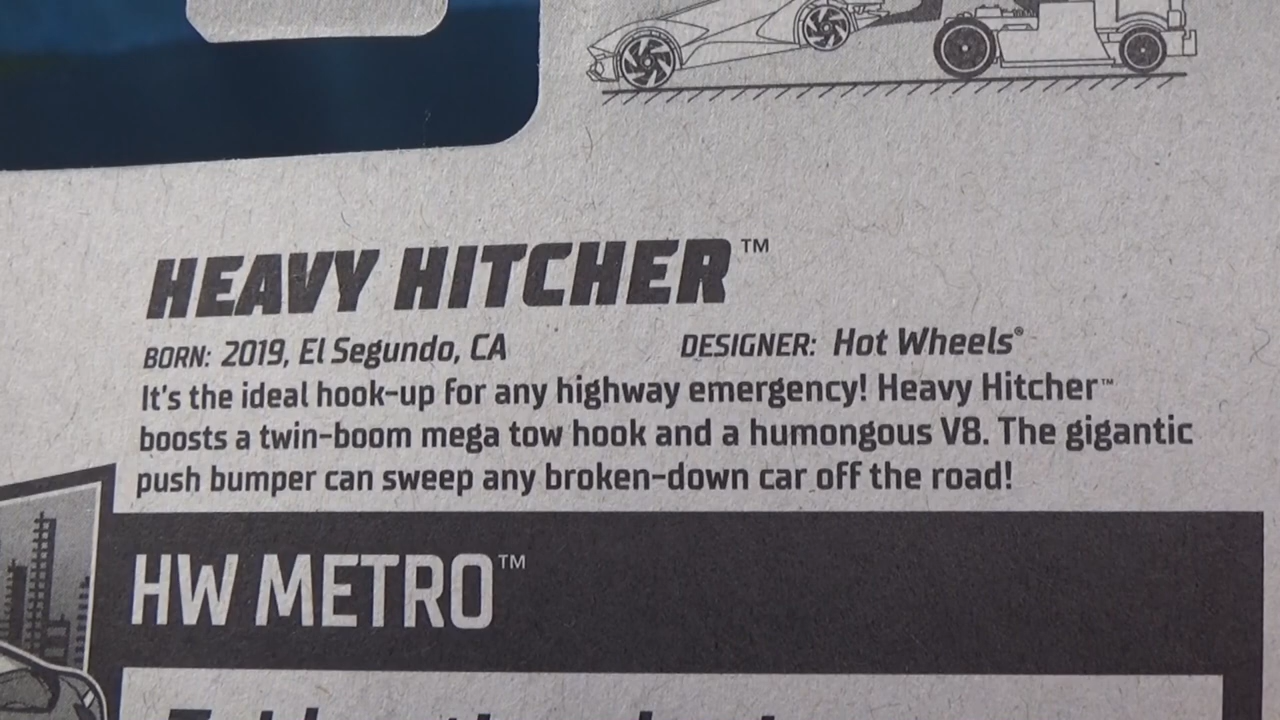 HEAVY HITCHER™
BORN: 2019, El Segundo, CA DESIGNER: Hot Wheels®
It's the ideal hook-up for any highway emergency! Heavy Hitcher™
boosts a twin-boom mega tow hook and a humongous V8. The gigantic
push bumper can sweep any broken-down car off the road!
HW METRO™